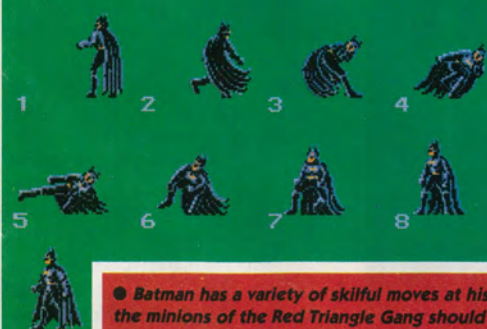 1 2 3 4
5 6 7 8
● Batman has a variety of skilful moves at his
the minions of the Red Triangle Gang should